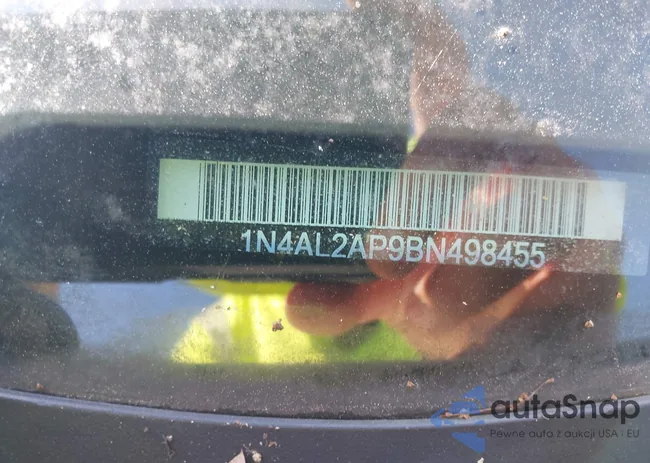 1N4AL2AP9BN498455
autaSnap
Pewne auta z aukcji USA i EU